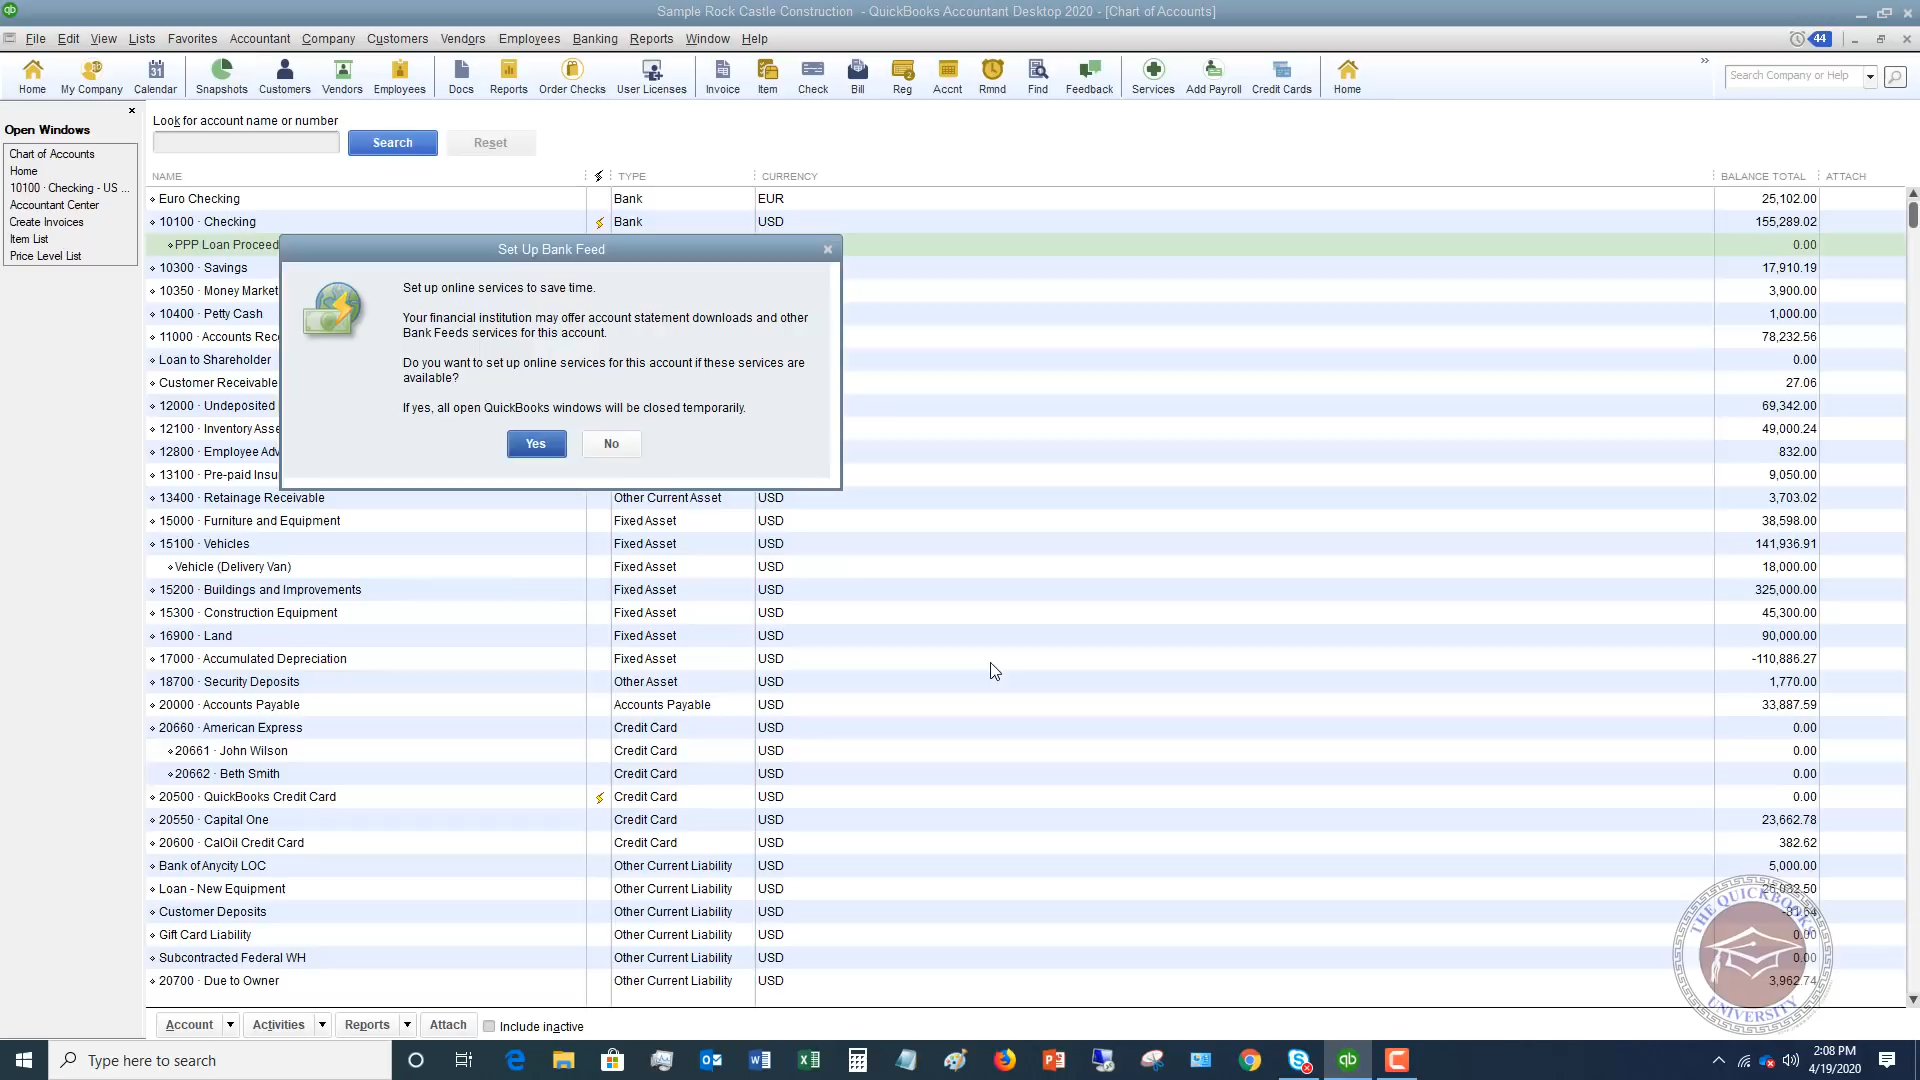 Sample Rock Castle Construction - QuickBooks Accountant Desktop 2020 - [Chart of Accounts]
File Edit View Lists Favorites Accountant Company Customers Vendors Employees Banking Reports Window Help
44
Home My Company Calendar Snapshots Customers Vendors Employees Docs Reports Order Checks User Licenses Invoice Item Check Bill Reg Accnt Rmnd Find Feedback Services Add Payroll Credit Cards Home
Search Company or Help
Open Windows
Chart of Accounts
Home
10100 · Checking - US ...
Accountant Center
Create Invoices
Item List
Price Level List
Look for account name or number
Search Reset
NAME TYPE CURRENCY BALANCE TOTAL ATTACH
Euro Checking Bank EUR 25,102.00
10100 · Checking Bank USD 155,289.02
PPP Loan Proceed 0.00
10300 · Savings 17,910.19
10350 · Money Market 3,900.00
10400 · Petty Cash 1,000.00
11000 · Accounts Rec 78,232.56
Loan to Shareholder 0.00
Customer Receivable 27.06
12000 · Undeposited 69,342.00
12100 · Inventory Asse 49,000.24
12800 · Employee Adv 832.00
13100 · Pre-paid Insu 9,050.00
13400 · Retainage Receivable Other Current Asset USD 3,703.02
15000 · Furniture and Equipment Fixed Asset USD 38,598.00
15100 · Vehicles Fixed Asset USD 141,936.91
Vehicle (Delivery Van) Fixed Asset USD 18,000.00
15200 · Buildings and Improvements Fixed Asset USD 325,000.00
15300 · Construction Equipment Fixed Asset USD 45,300.00
16900 · Land Fixed Asset USD 90,000.00
17000 · Accumulated Depreciation Fixed Asset USD -110,886.27
18700 · Security Deposits Other Asset USD 1,770.00
20000 · Accounts Payable Accounts Payable USD 33,887.59
20660 · American Express Credit Card USD 0.00
20661 · John Wilson Credit Card USD 0.00
20662 · Beth Smith Credit Card USD 0.00
20500 · QuickBooks Credit Card Credit Card USD 0.00
20550 · Capital One Credit Card USD 23,662.78
20600 · CalOil Credit Card Credit Card USD 382.62
Bank of Anycity LOC Other Current Liability USD 5,000.00
Loan - New Equipment Other Current Liability USD
Customer Deposits Other Current Liability USD
Gift Card Liability Other Current Liability USD 0.00
Subcontracted Federal WH Other Current Liability USD 0.00
20700 · Due to Owner Other Current Liability USD 3,962.74
Set Up Bank Feed
Set up online services to save time.
Your financial institution may offer account statement downloads and other
Bank Feeds services for this account.
Do you want to set up online services for this account if these services are
available?
If yes, all open QuickBooks windows will be closed temporarily.
Yes No
THE QUICKBOOKS UNIVERSITY
Account Activities Reports Attach Include inactive
Type here to search
2:08 PM
4/19/2020